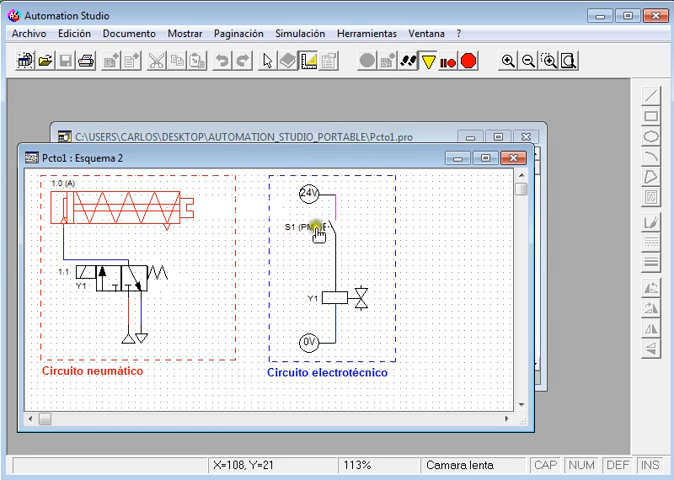 Automation Studio
Archivo Edición Documento Mostrar Paginación Simulación Herramientas Ventana ?
C:\USERS\CARLOS\DESKTOP\AUTOMATION_STUDIO_PORTABLE\Pcto1.pro
Pcto1 : Esquema 2
1.0 (A)
24V
S1
1.1
Y1
Y1
0V
Circuito neumático
Circuito electrotécnico
X=108, Y=21
113%
Camara lenta
CAP
NUM
DEF
INS